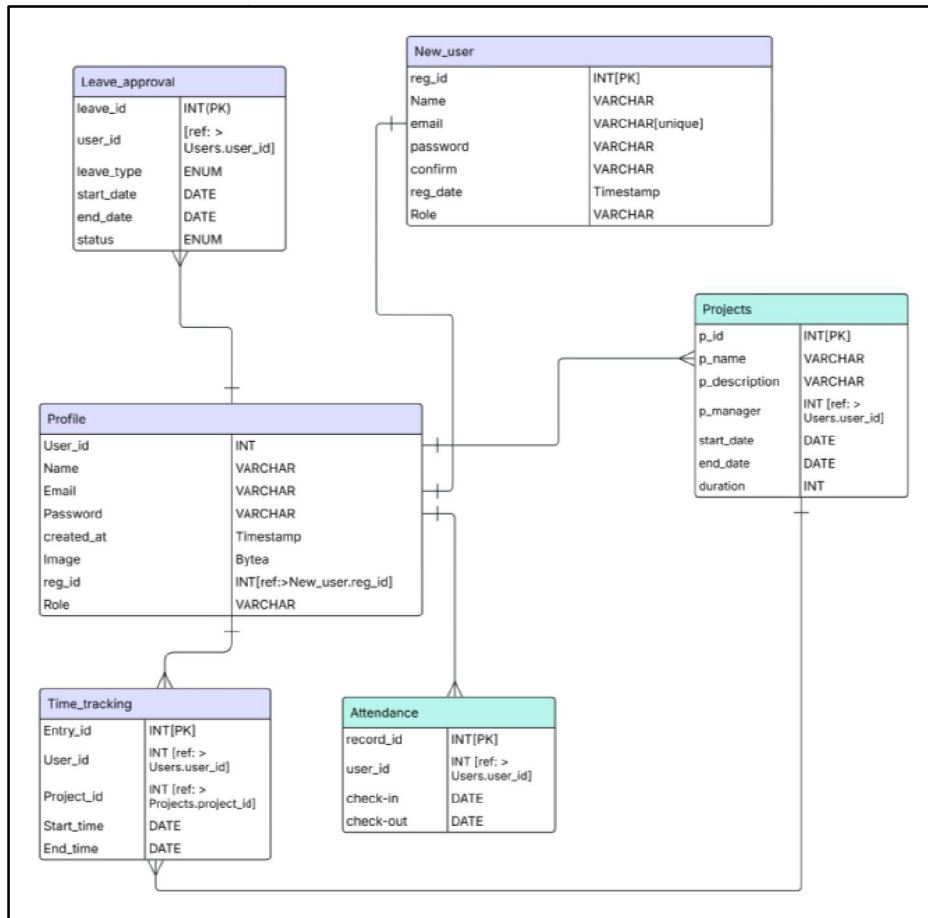 New_user
reg_id INT[PK]
Name VARCHAR
email VARCHAR[unique]
password VARCHAR
confirm VARCHAR
reg_date Timestamp
Role VARCHAR
Leave_approval
leave_id INT(PK)
user_id [ref: >
Users.user_id]
leave_type ENUM
start_date DATE
end_date DATE
status ENUM
Projects
p_id INT[PK]
p_name VARCHAR
p_description VARCHAR
p_manager INT [ref: >
Users.user_id]
start_date DATE
end_date DATE
duration INT
Profile
User_id INT
Name VARCHAR
Email VARCHAR
Password VARCHAR
created_at Timestamp
Image Bytea
reg_id INT[ref:>New_user.reg_id]
Role VARCHAR
Time_tracking
Entry_id INT[PK]
User_id INT [ref: >
Users.user_id]
Project_id INT [ref: >
Projects.project_id]
Start_time DATE
End_time DATE
Attendance
record_id INT[PK]
user_id INT [ref: >
Users.user_id]
check-in DATE
check-out DATE